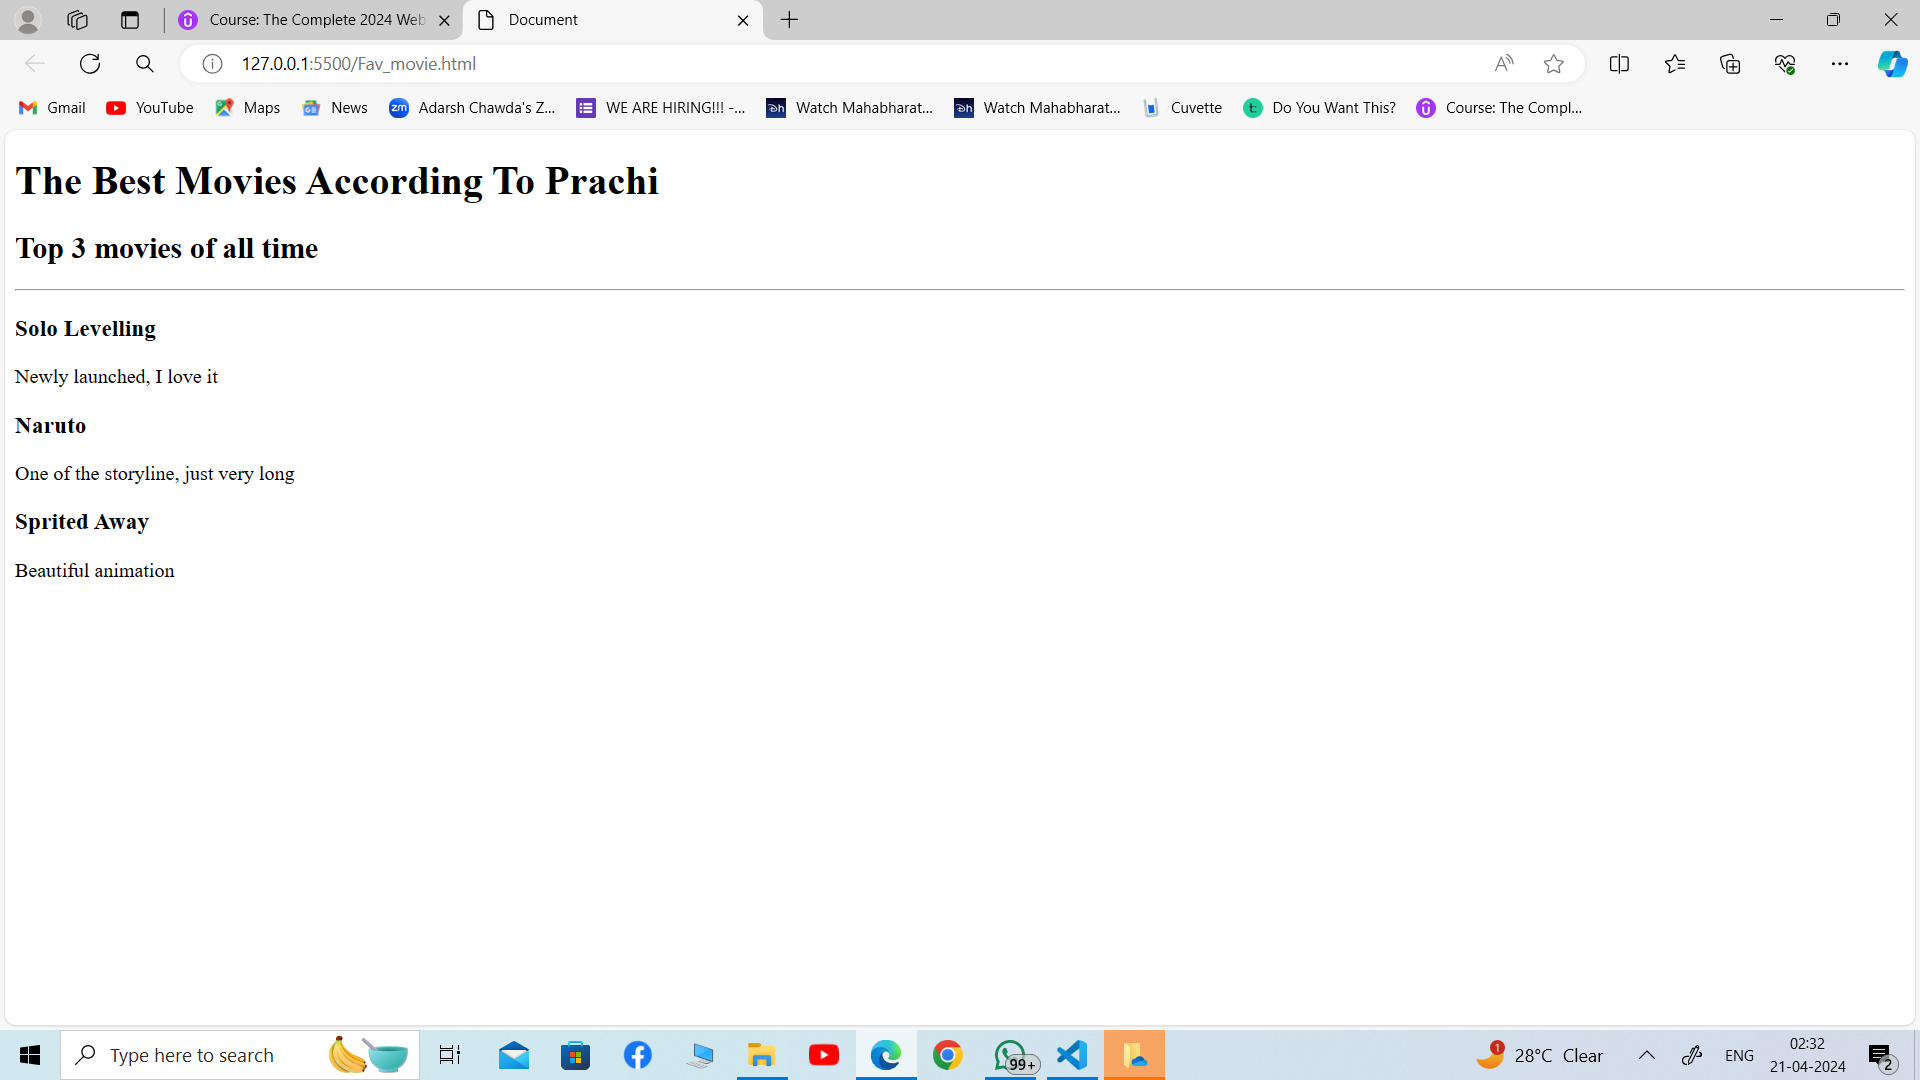 Course: The Complete 2024 Web
Document
127.0.0.1:5500/Fav_movie.html
Gmail YouTube Maps News Adarsh Chawda's Z... WE ARE HIRING!!! -... Watch Mahabharat... Watch Mahabharat... Cuvette Do You Want This? Course: The Compl...
The Best Movies According To Prachi
Top 3 movies of all time
Solo Levelling
Newly launched, I love it
Naruto
One of the storyline, just very long
Sprited Away
Beautiful animation
Type here to search
99+
1
28°C Clear
ENG
02:32
21-04-2024
2